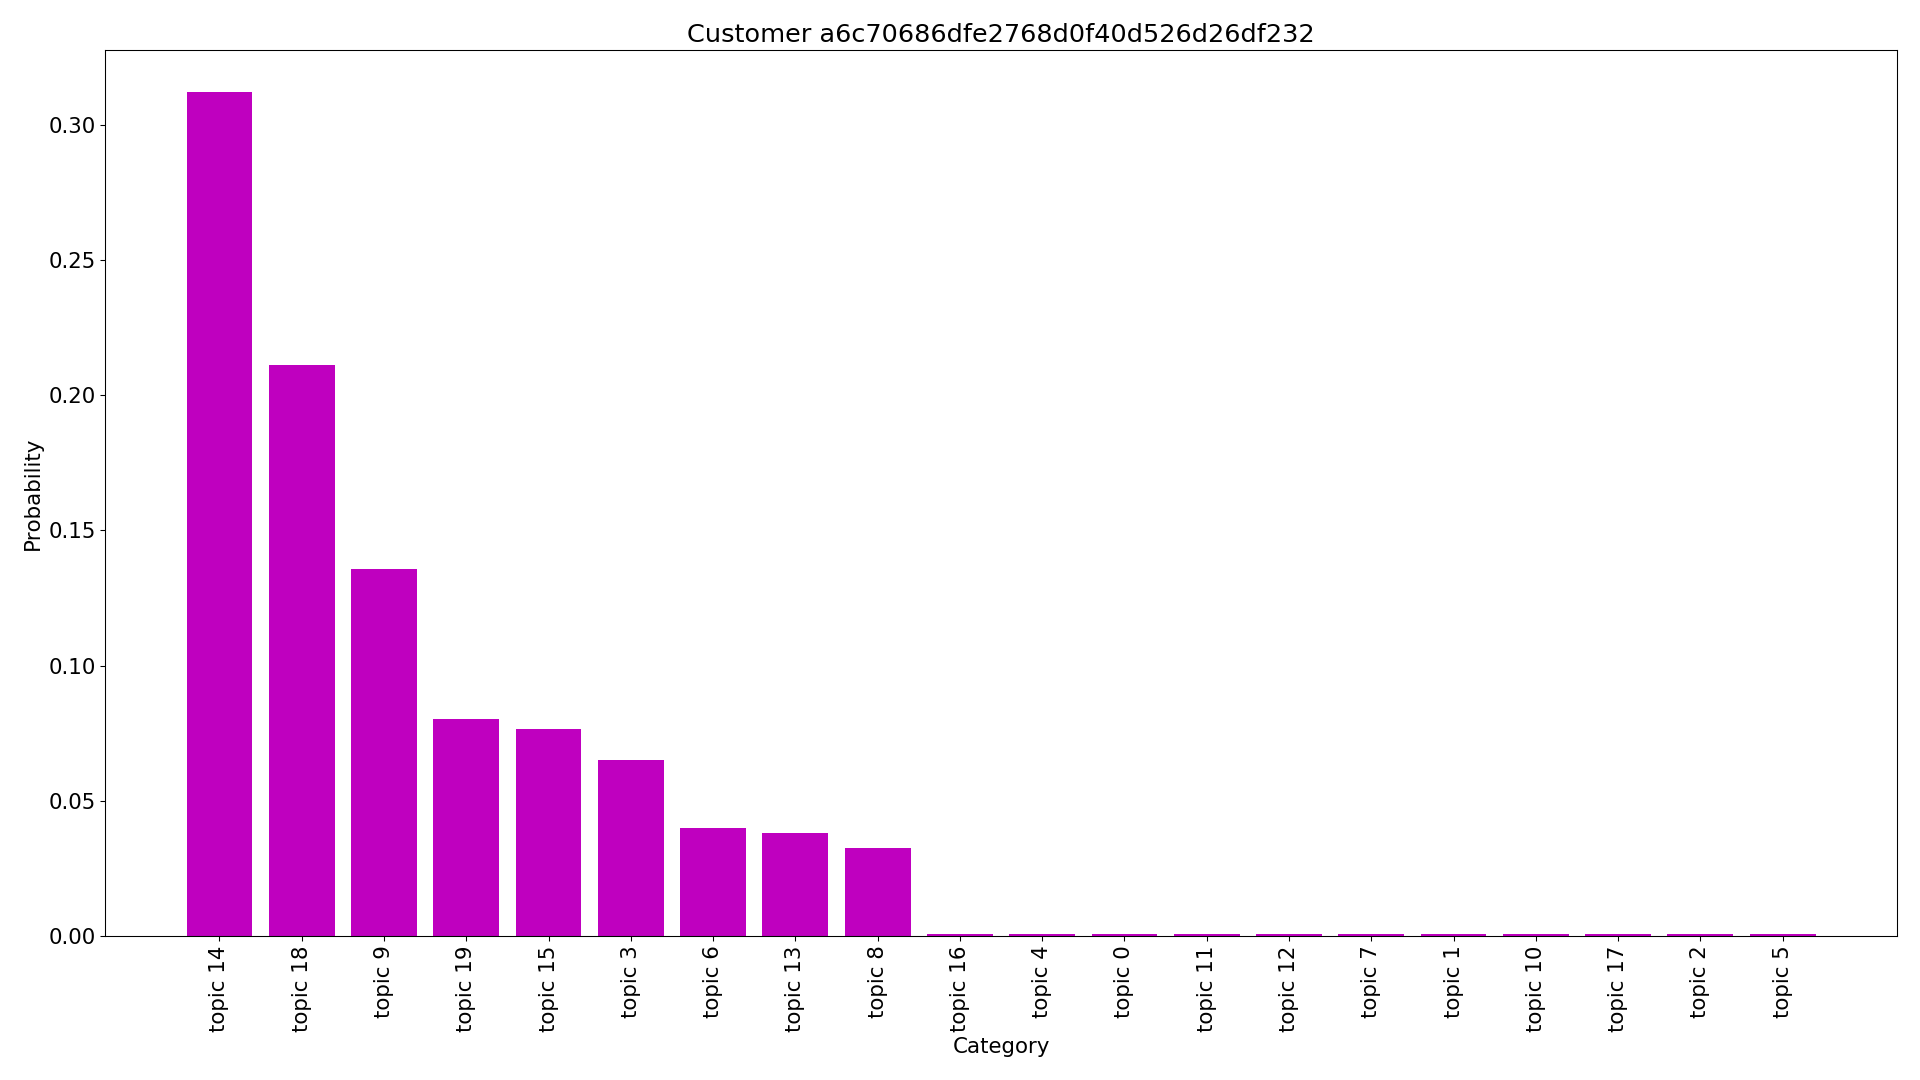 Customer a6c70686dfe2768d0f40d526d26df232
Probability
0.30
0.25
0.20
0.15
0.10
0.05
0.00
topic 14
topic 18
topic 9
topic 19
topic 15
topic 3
topic 6
topic 13
topic 8
topic 16
topic 4
topic 0
topic 11
topic 12
topic 7
topic 1
topic 10
topic 17
topic 2
topic 5
Category